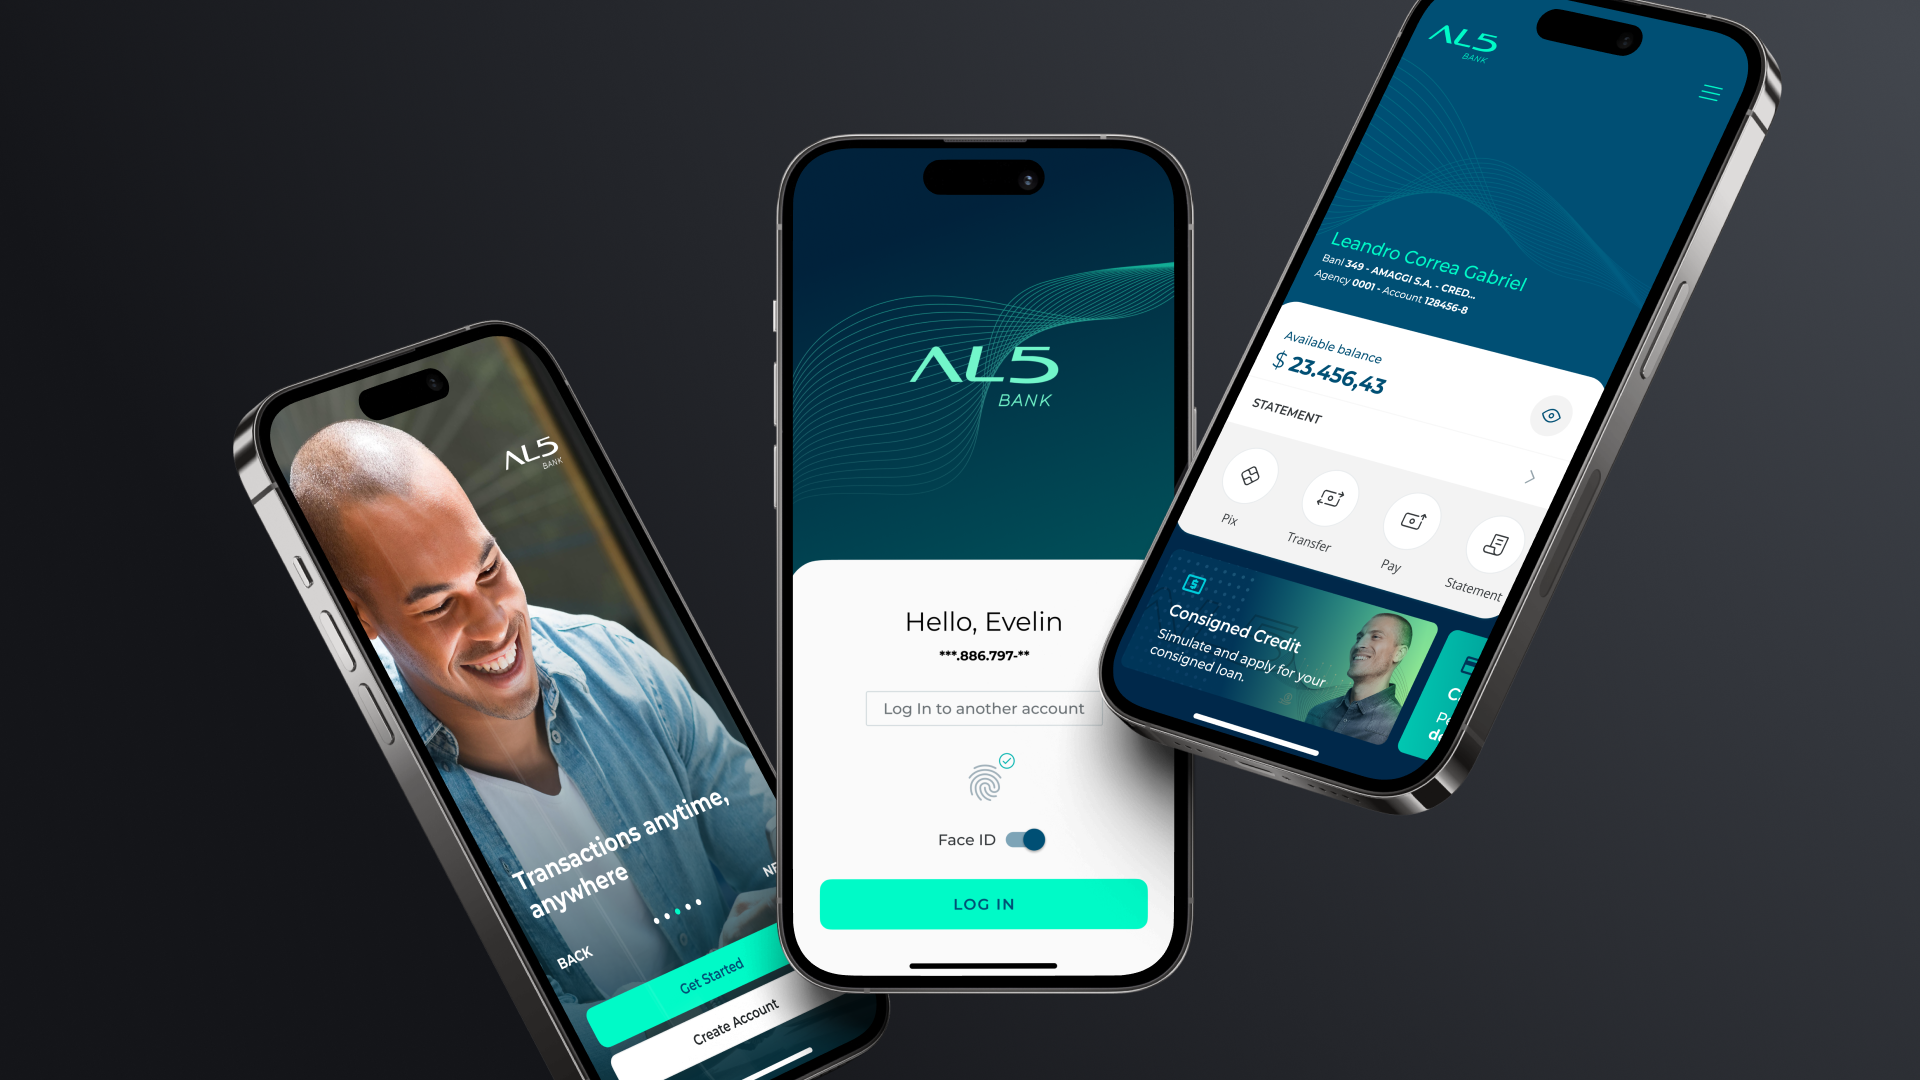 AL5
BANK
Transactions anytime,
anywhere
BACK
Get Started
Create Account
AL5
BANK
Hello, Evelin
***.886.797-**
Log In to another account
Face ID
LOG IN
AL5
BANK
Leandro Correa Gabriel
Banl 349 - AMAGGI S.A. - CRED...
Agency 0001 - Account 128456-8
Available balance
$ 23.456,43
STATEMENT
Pix
Transfer
Pay
Statement
Consigned Credit
Simulate and apply for your
consigned loan.